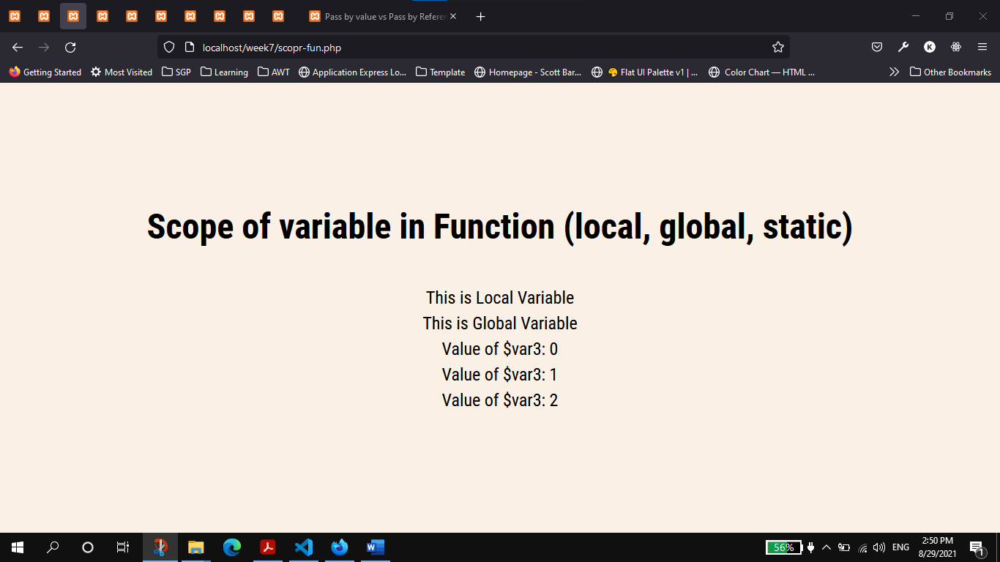 Pass by value vs Pass by Referen
localhost/week7/scopr-fun.php
K
Getting Started Most Visited SGP Learning AWT Application Express Lo... Template Homepage - Scott Bar... Flat UI Palette v1 | ... Color Chart — HTML ... Other Bookmarks
Scope of variable in Function (local, global, static)
This is Local Variable
This is Global Variable
Value of $var3: 0
Value of $var3: 1
Value of $var3: 2
56% ENG 2:50 PM
8/29/2021
1